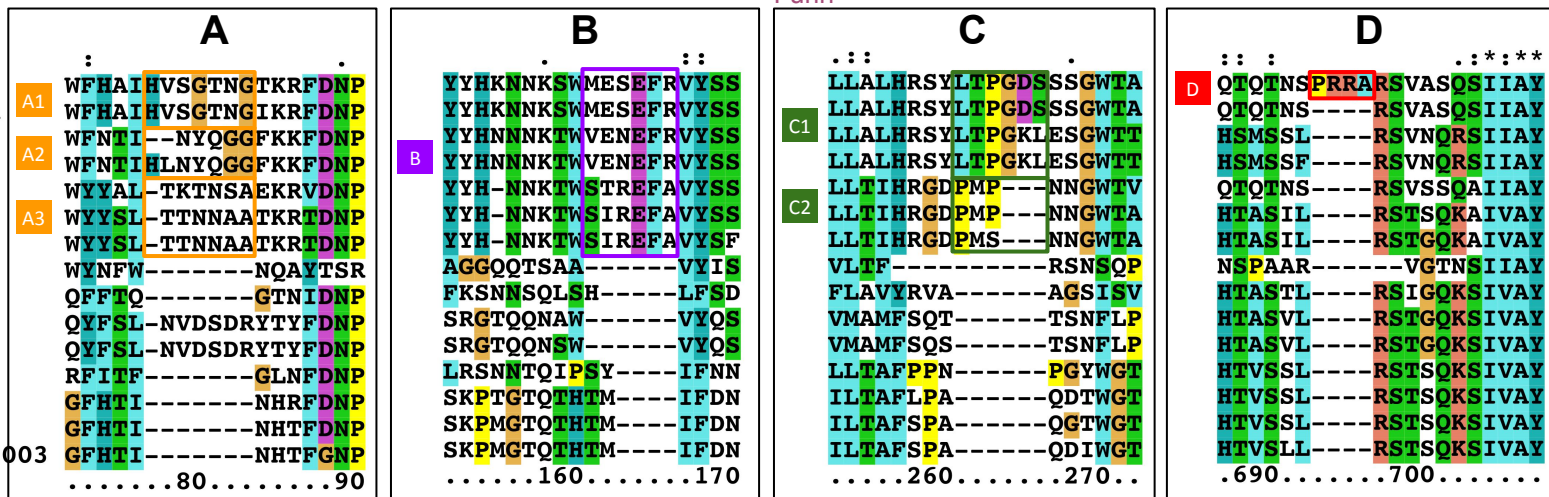 A
:
.
A1
A2
A3
WFHAIHVSGTNGTKRFDNP
WFHAIHVSGTNGIKRFDNP
WFNTI--NYQGGFKKFDNP
WFNTIHLNYQGGFKKFDNP
WYYAL-TKTNSAEKRVDNP
WYYSL-TTNNAATKRTDNP
WYYSL-TTNNAATKRTDNP
WYNFW-------NQAYTSR
QFFTQ-------GTNIDNP
QYFSL-NVDSDRYTYFDNP
QYFSL-NVDSDRYTYFDNP
RFITF-------GLNFDNP
GFHTI-------NHRFDNP
GFHTI-------NHTFDNP
003 GFHTI-------NHTFGNP
.......80........90
B
::
B
YYHKNNKSWMESEFRVYSS
YYHKNNKSWMESEFRVYSS
YYHNNNKTWVENEFRVYSS
YYHNNNKTWVENEFRVYSS
YYH-NNKTWSTREFAVYSS
YYH-NNKTWSIREFAVYSS
YYH-NNKTWSIREFAVYSF
AGGQQTSAA------VYIS
FKSNNSQLSH-----LFSD
SRGTQQNAW------VYQS
SRGTQQNSW------VYQS
LRSNNTQIPSY----IFNN
SKPTGTQTHTM----IFDN
SKPMGTQTHTM----IFDN
SKPMGTQTHTM----IFDN
......160.......170
C
.::
.
C1
C2
LLALHRSYLTPGDSSSGWTA
LLALHRSYLTPGDSSSGWTA
LLALHRSYLTPGKLESGWTT
LLALHRSYLTPGKLESGWTT
LLTIHRGDPMP---NNGWTV
LLTIHRGDPMP---NNGWTA
LLTIHRGDPMS---NNGWTA
VLTF----------RSNSQP
FLAVYRVA------AGSISV
VMAMFSQT------TSNFLP
VMAMFSQS------TSNFLP
LLTAFPPN------PGYWGT
ILTAFLPA------QDTWGT
ILTAFSPA------QGTWGT
ILTAFSPA------QDIWGT
.....260.......270..
D
:: : .:*:**
D
QTQTNSPRRARSVASQSIIAY
QTQTNS----RSVASQSIIAY
HSMSSL----RSVNQRSIIAY
HSMSSF----RSVNQRSIIAY
QTQTNS----RSVSSQAIIAY
HTASIL----RSTSQKAIVAY
HTASIL----RSTGQKAIVAY
NSPAAR------VGTNSIIAY
HTASTL----RSIGQKSIVAY
HTASVL----RSTGQKSIVAY
HTASVL----RSTGQKSIVAY
HTVSSL----RSTSQKSIVAY
HTVSSL----RSTSQKSIVAY
HTVSSL----RSTSQKSIVAY
HTVSLL----RSTSQKSIVAY
.690.......700.......